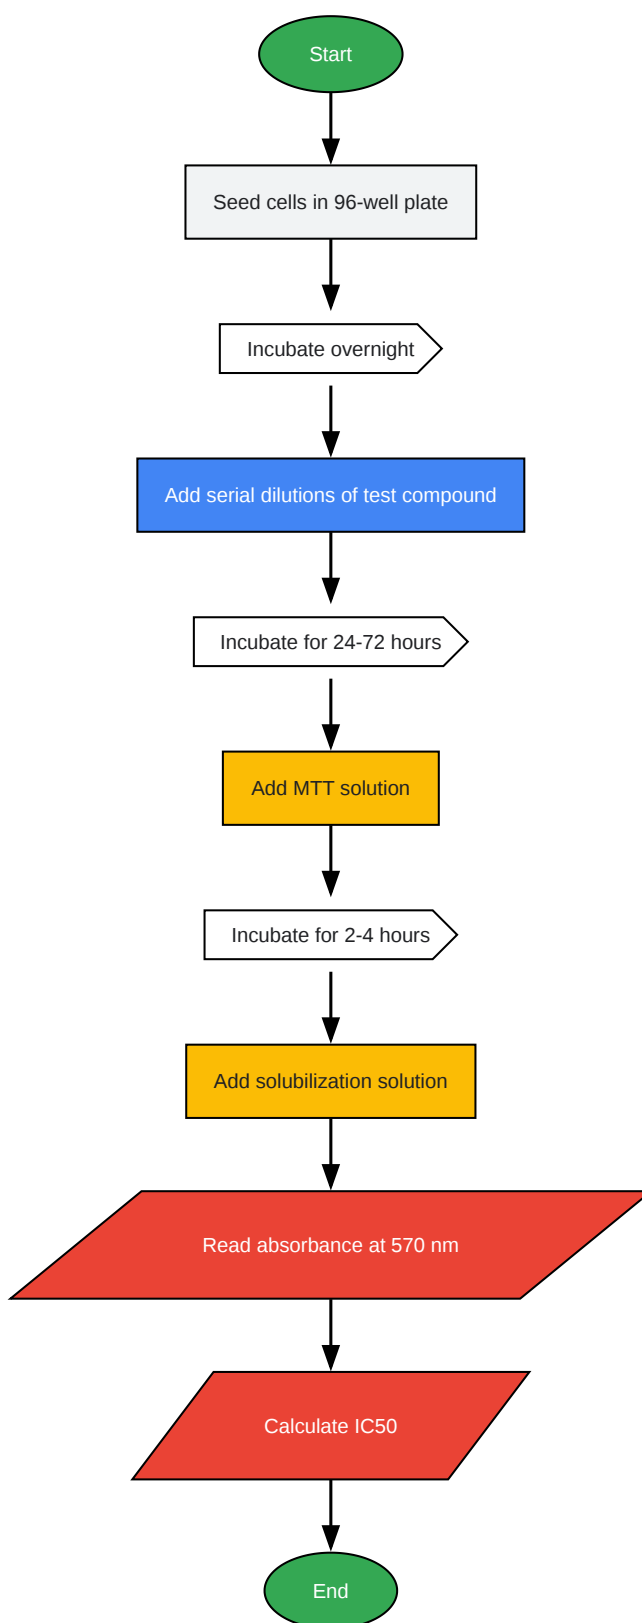 Start
Seed cells in 96-well plate
Incubate overnight
Add serial dilutions of test compound
Incubate for 24-72 hours
Add MTT solution
Incubate for 2-4 hours
Add solubilization solution
Read absorbance at 570 nm
Calculate IC50
End